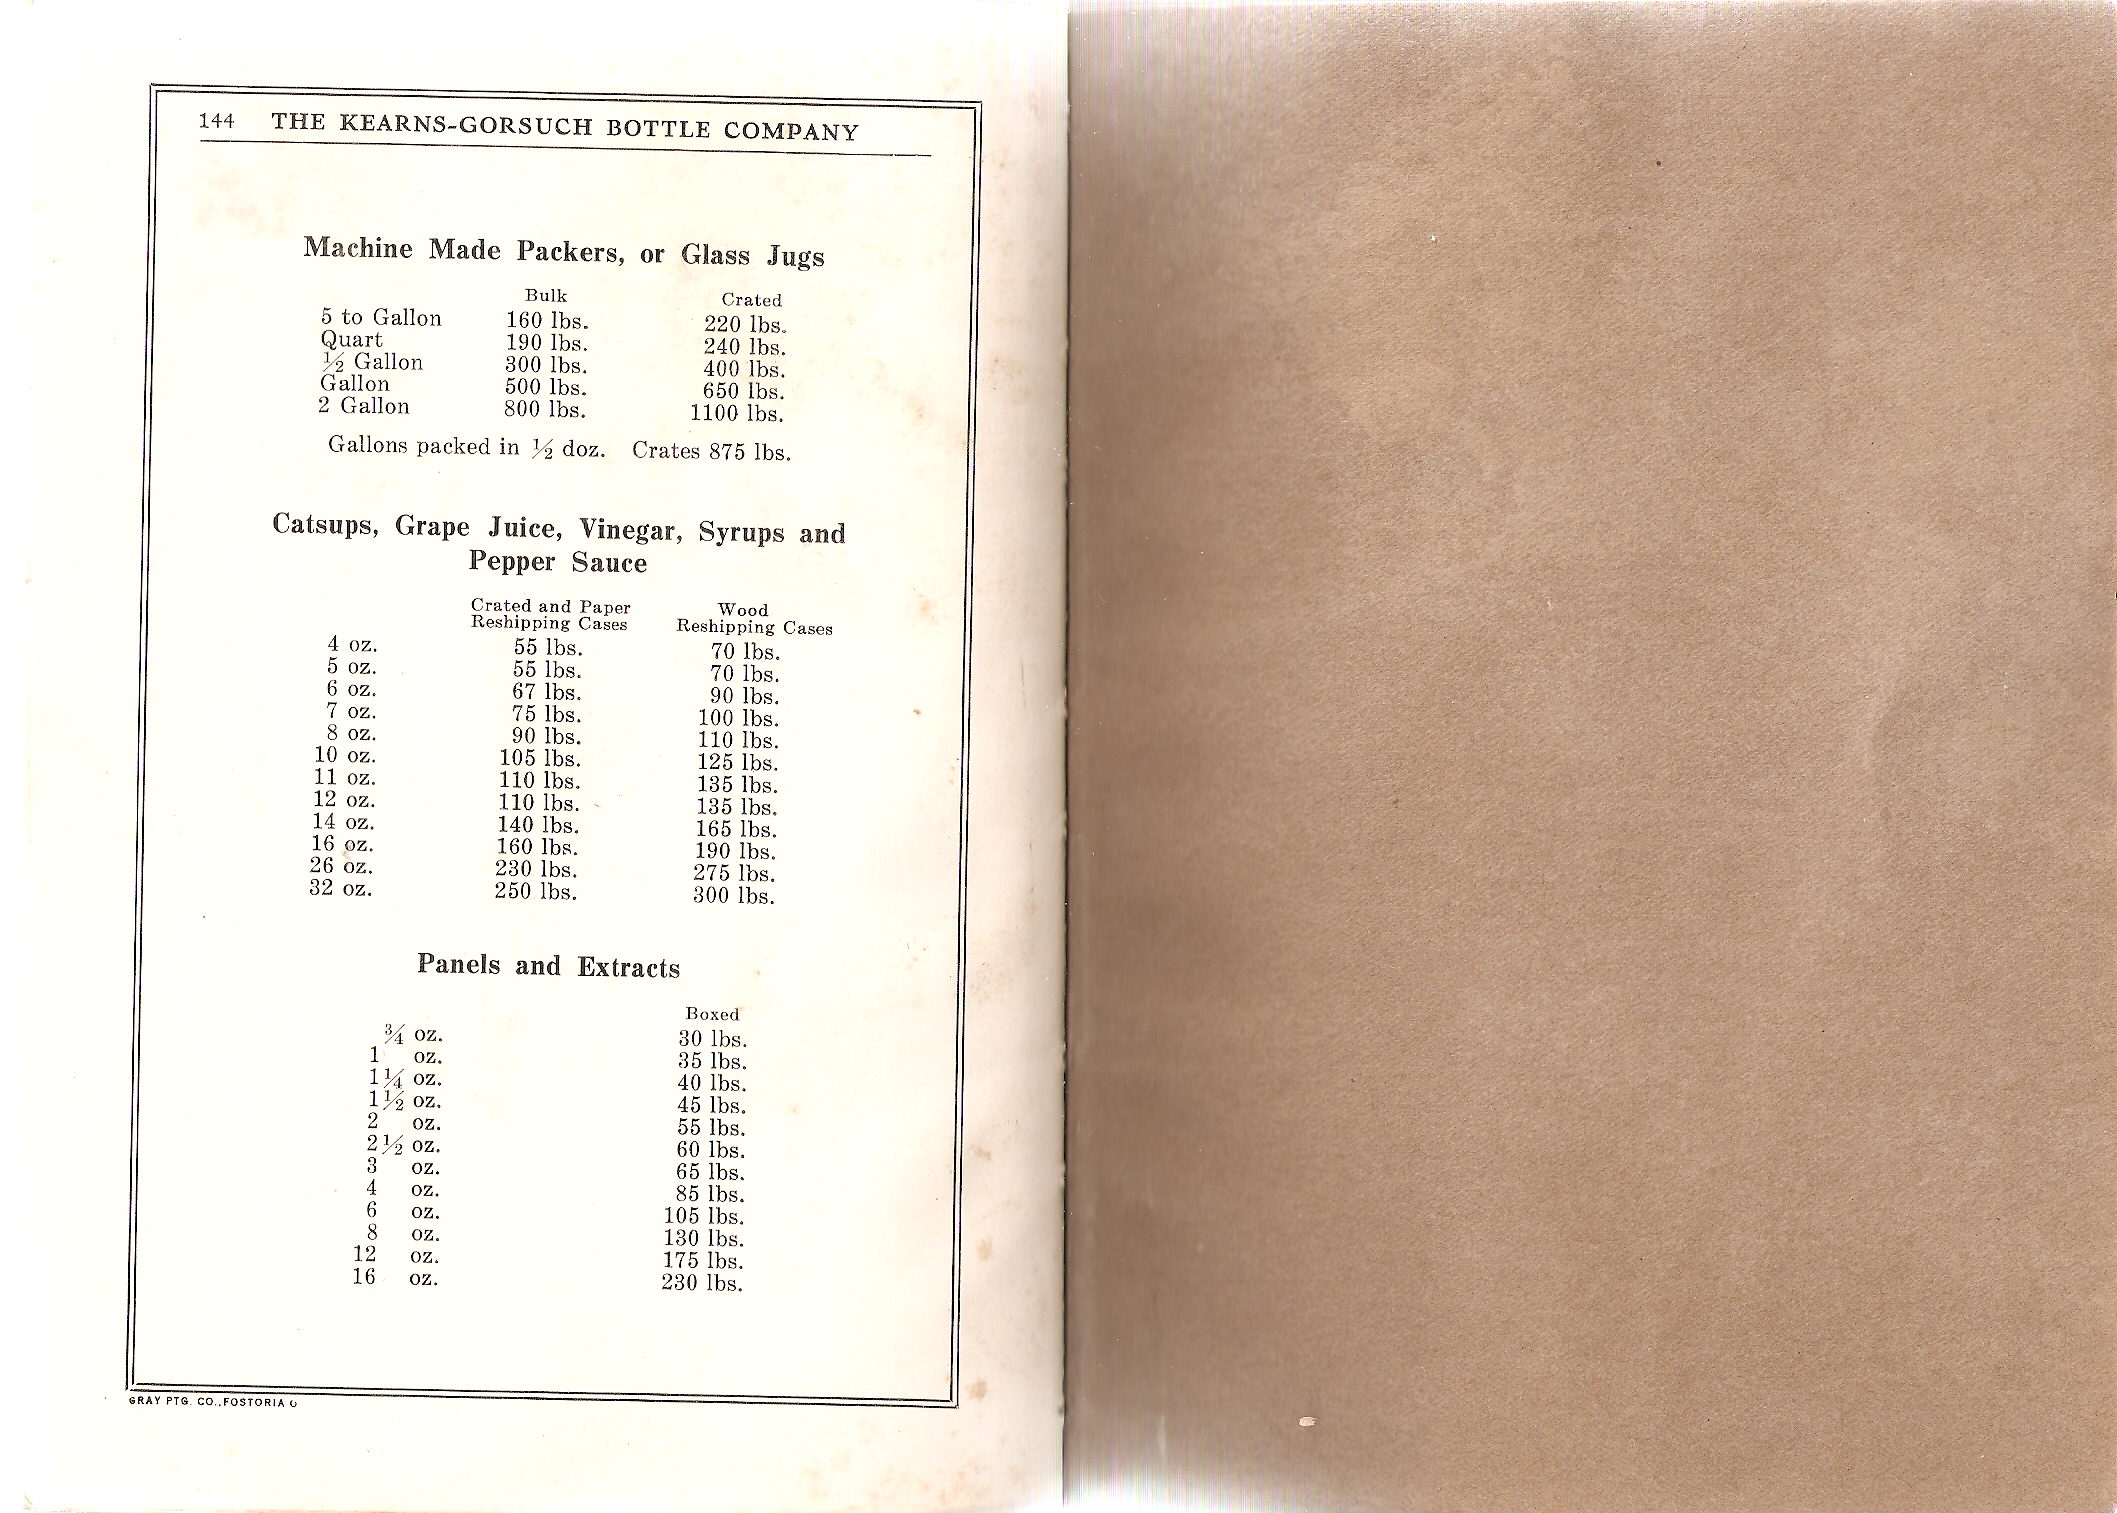 144 THE KEARNS-GORSUCH BOTTLE COMPANY
Machine Made Packers, or Glass Jugs
Bulk Crated
5 to Gallon 160 lbs. 220 lbs.
Quart 190 lbs. 240 lbs.
½ Gallon 300 lbs. 400 lbs.
Gallon 500 lbs. 650 lbs.
2 Gallon 800 lbs. 1100 lbs.
Gallons packed in ½ doz. Crates 875 lbs.
Catsups, Grape Juice, Vinegar, Syrups and
Pepper Sauce
Crated and Paper Wood
Reshipping Cases Reshipping Cases
4 oz. 55 lbs. 70 lbs.
5 oz. 55 lbs. 70 lbs.
6 oz. 67 lbs. 90 lbs.
7 oz. 75 lbs. 100 lbs.
8 oz. 90 lbs. 110 lbs.
10 oz. 105 lbs. 125 lbs.
11 oz. 110 lbs. 135 lbs.
12 oz. 110 lbs. 135 lbs.
14 oz. 140 lbs. 165 lbs.
16 oz. 160 lbs. 190 lbs.
26 oz. 230 lbs. 275 lbs.
32 oz. 250 lbs. 300 lbs.
Panels and Extracts
Boxed
¾ oz. 30 lbs.
1 oz. 35 lbs.
1¼ oz. 40 lbs.
1½ oz. 45 lbs.
2 oz. 55 lbs.
2½ oz. 60 lbs.
3 oz. 65 lbs.
4 oz. 85 lbs.
6 oz. 105 lbs.
8 oz. 130 lbs.
12 oz. 175 lbs.
16 oz. 230 lbs.
GRAY PTG. CO., FOSTORIA O